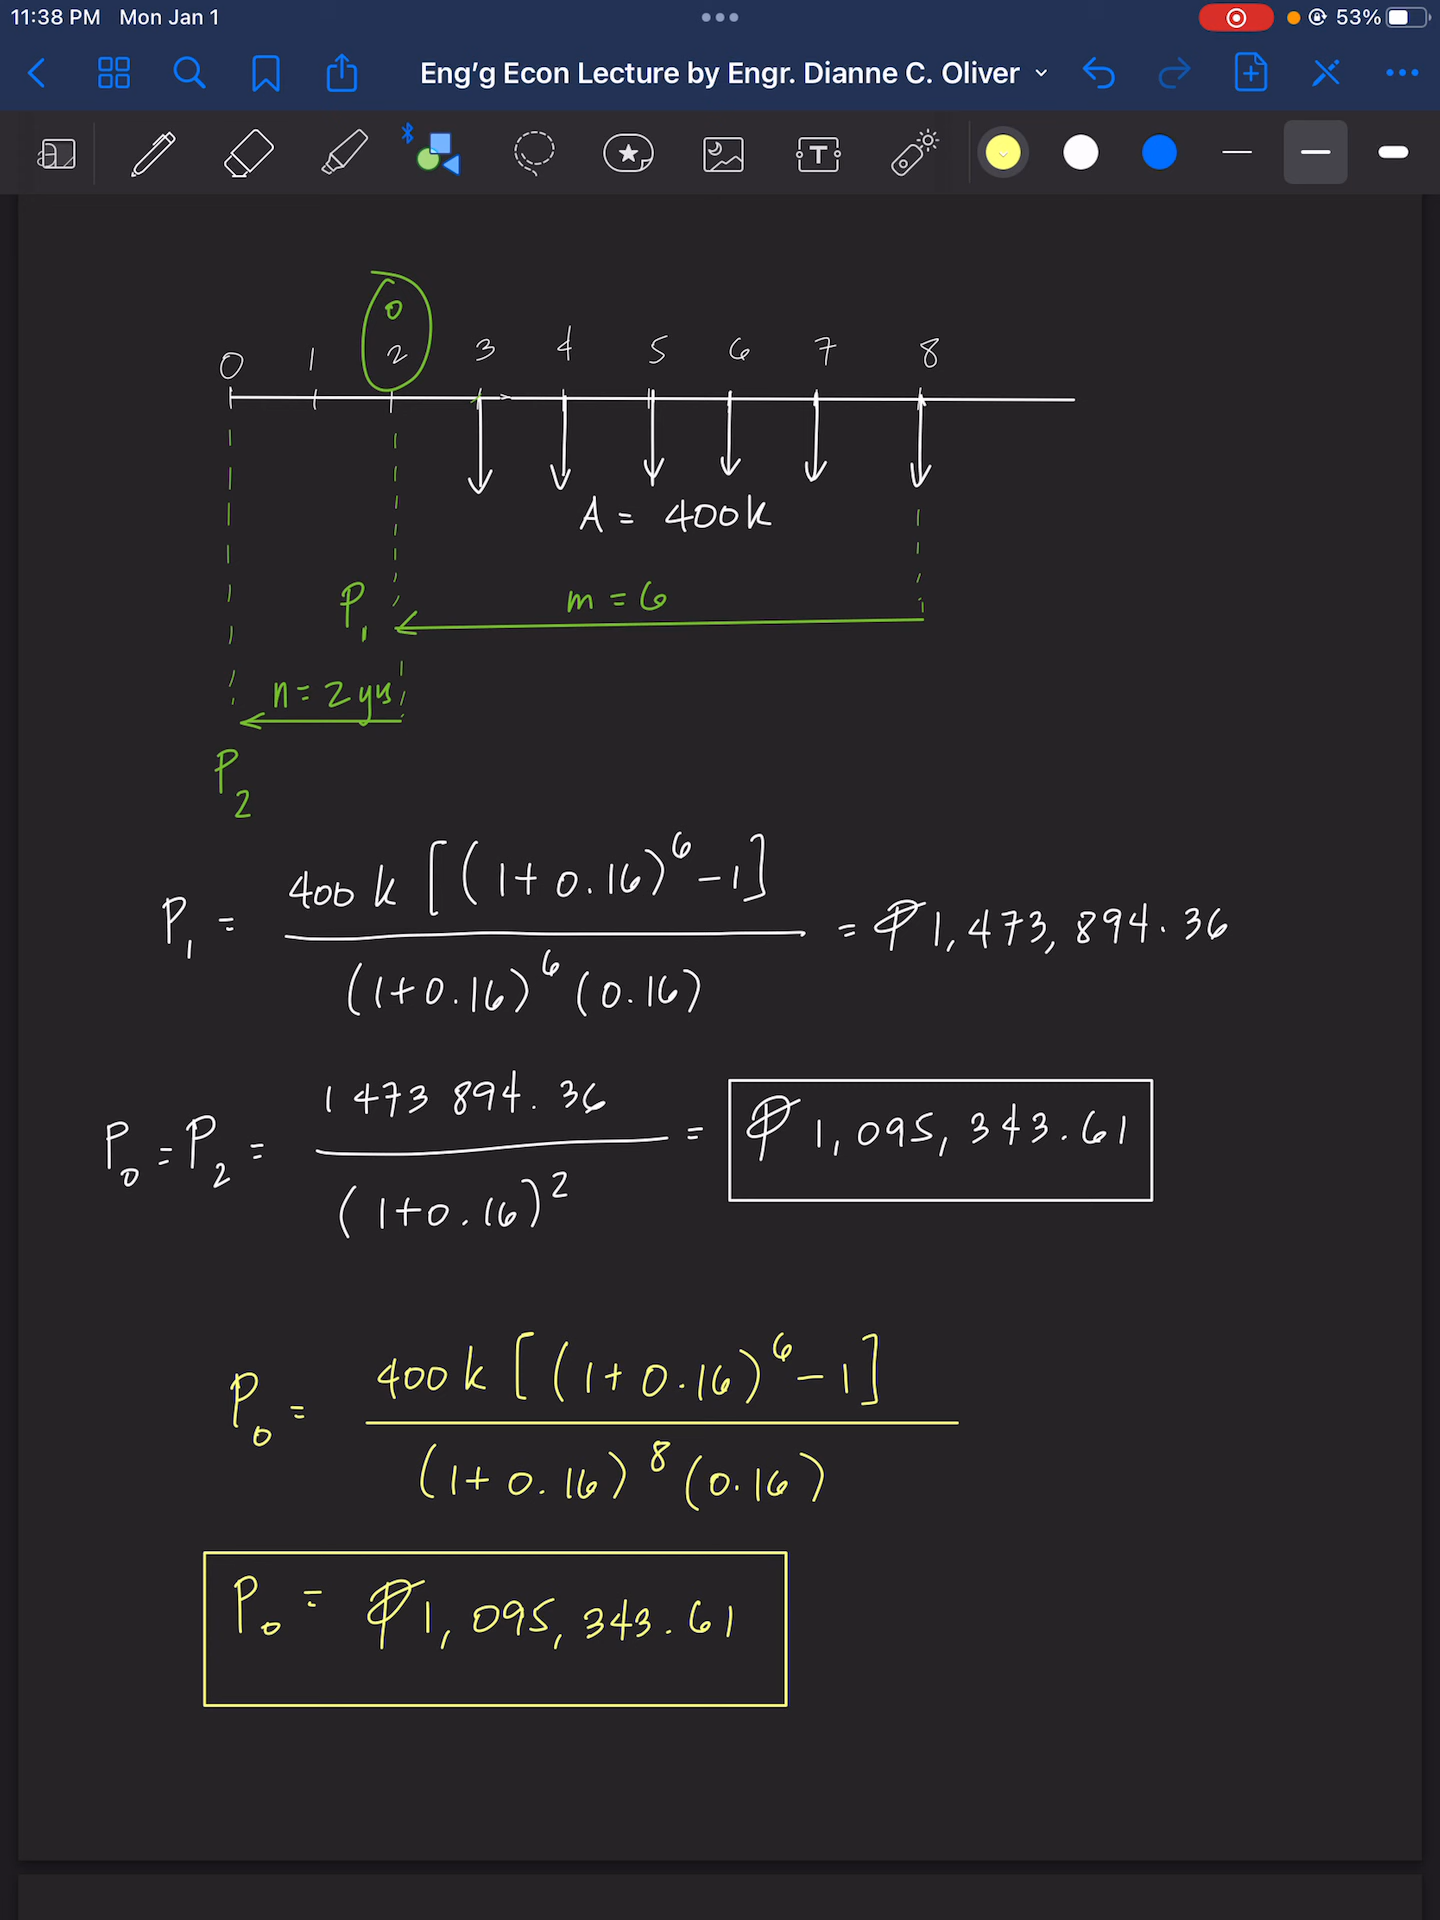 11:38 PM Mon Jan 1
53%
Eng'g Econ Lecture by Engr. Dianne C. Oliver
T
0
0 1 2 3 4 5 6 7 8
A = 400k
P₁ m = 6
n = 2 yrs
P₂
P₁ = 400k [(1+0.16)⁶ - 1] / (1+0.16)⁶ (0.16) = ₱1,473,894.36
P₀ = P₂ = 1 473 894.36 / (1+0.16)² = ₱1,095,343.61
P₀ = 400k [(1+0.16)⁶ - 1] / (1+0.16)⁸ (0.16)
P₀ = ₱1,095,343.61